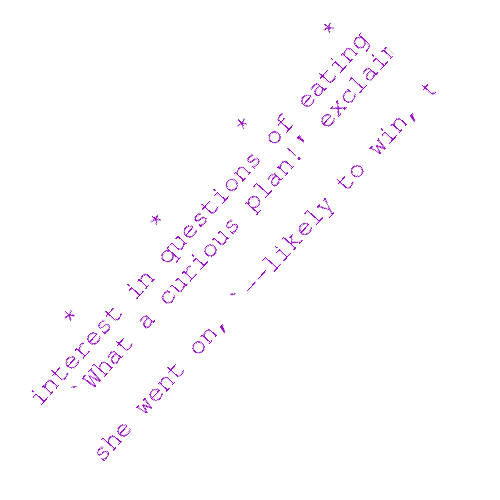 * * * *
interest in questions of eating
`What a curious plan!' exclaim
she went on, `--likely to win, t